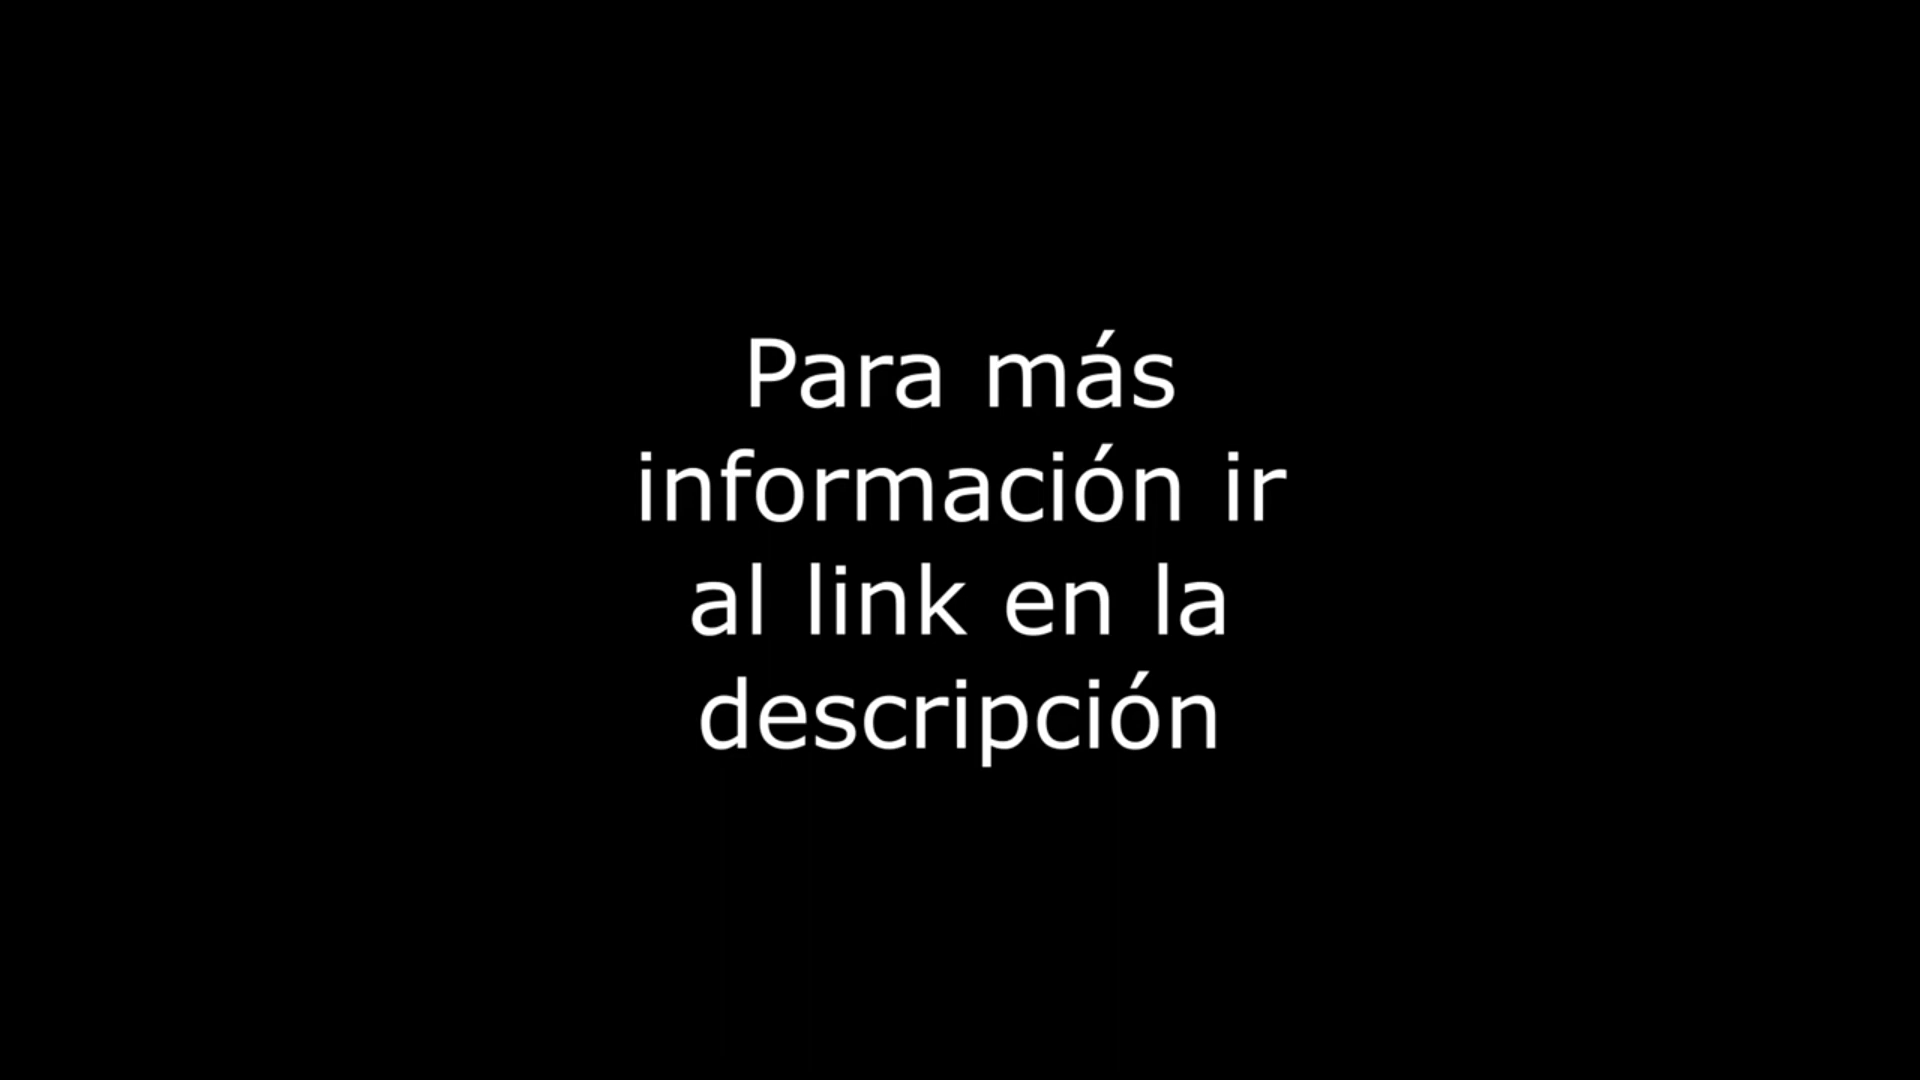 Para más
información ir
al link en la
descripción